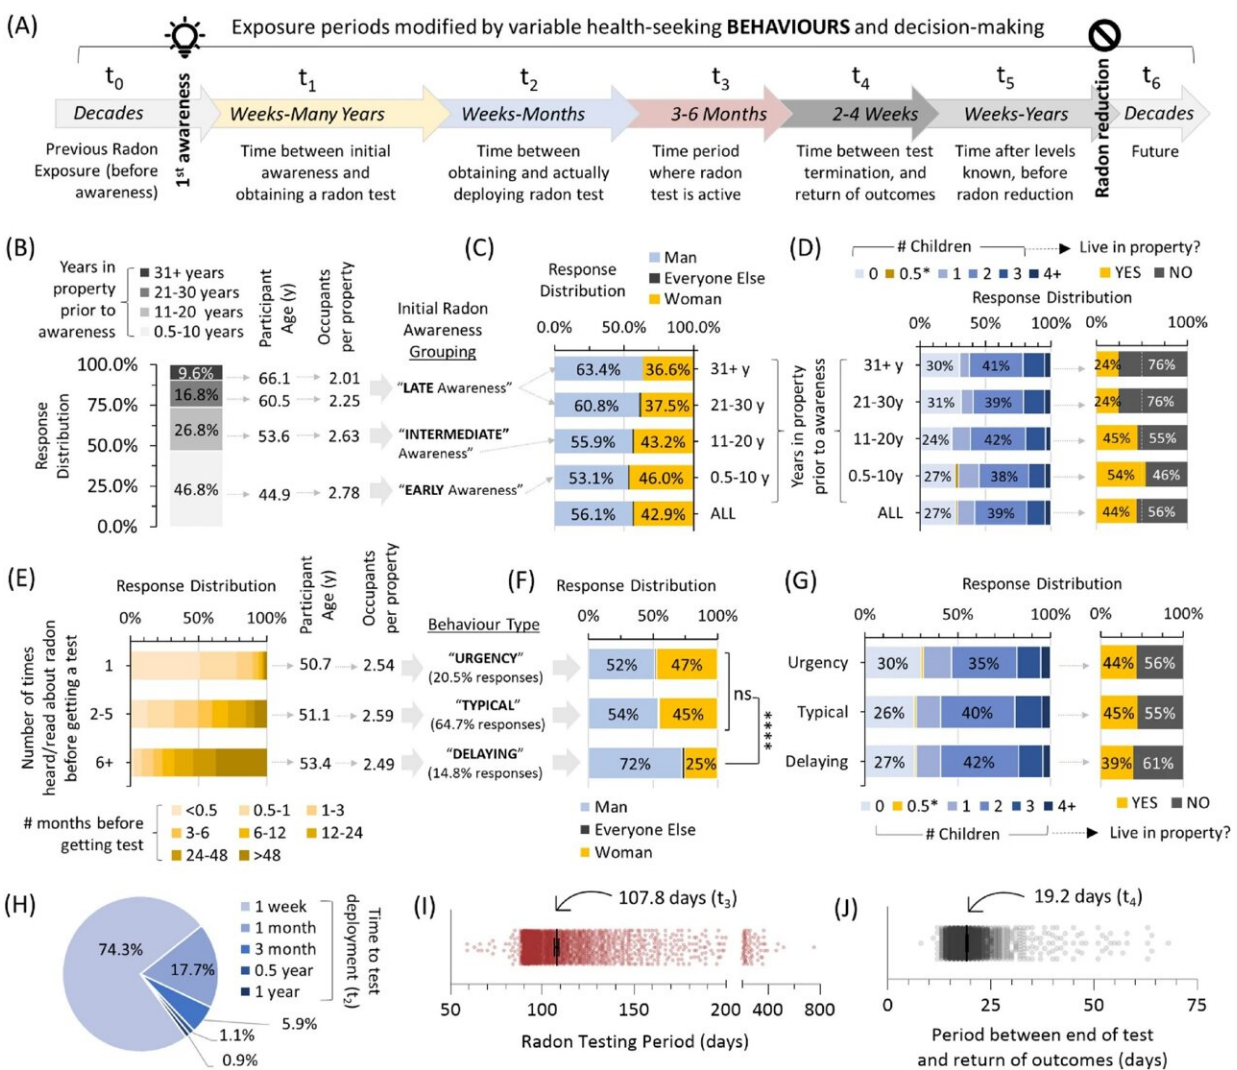 (A)
Exposure periods modified by variable health-seeking BEHAVIOURS and decision-making
t0
t1
t2
t3
t4
t5
t6
Decades
1st awareness
Weeks-Many Years
Weeks-Months
3-6 Months
2-4 Weeks
Weeks-Years
Radon reduction
Decades
Previous Radon
Exposure (before
awareness)
Time between initial
awareness and
obtaining a radon test
Time between
obtaining and actually
deploying radon test
Time period
where radon
test is active
Time between test
termination, and
return of outcomes
Time after levels
known, before
radon reduction
Future
(B)
Years in
property
prior to
awareness
31+ years
21-30 years
11-20 years
0.5-10 years
Participant
Age (y)
Occupants
per property
Initial Radon
Awareness
Grouping
Response
Distribution
100.0%
75.0%
50.0%
25.0%
0.0%
9.6%
16.8%
26.8%
46.8%
66.1
2.01
60.5
2.25
53.6
2.63
44.9
2.78
"LATE Awareness"
"INTERMEDIATE"
Awareness"
"EARLY Awareness"
(C)
Man
Everyone Else
Woman
Response
Distribution
0.0%
50.0%
100.0%
63.4%
36.6%
31+ y
60.8%
37.5%
21-30 y
55.9%
43.2%
11-20 y
53.1%
46.0%
0.5-10 y
56.1%
42.9%
ALL
Years in property
prior to awareness
(D)
# Children
Live in property?
0
0.5*
1
2
3
4+
YES
NO
Response Distribution
0%
50%
100%
0%
100%
31+ y
30%
41%
24%
76%
21-30y
31%
39%
24%
76%
11-20y
24%
42%
45%
55%
0.5-10y
27%
38%
54%
46%
ALL
27%
39%
44%
56%
(E)
Response Distribution
0%
50%
100%
Participant
Age (y)
Occupants
per property
Behaviour Type
Number of times
heard/read about radon
before getting a test
1
50.7
2.54
"URGENCY"
(20.5% responses)
2-5
51.1
2.59
"TYPICAL"
(64.7% responses)
6+
53.4
2.49
"DELAYING"
(14.8% responses)
# months before
getting test
<0.5
0.5-1
1-3
3-6
6-12
12-24
24-48
>48
(F)
Response Distribution
0%
50%
100%
52%
47%
54%
45%
72%
25%
ns
****
Man
Everyone Else
Woman
(G)
Response Distribution
0%
50%
100%
0%
100%
Urgency
30%
35%
44%
56%
Typical
26%
40%
45%
55%
Delaying
27%
42%
39%
61%
0
0.5*
1
2
3
4+
YES
NO
# Children
Live in property?
(H)
74.3%
17.7%
5.9%
1.1%
0.9%
1 week
1 month
3 month
0.5 year
1 year
Time to test
deployment (t2)
(I)
107.8 days (t3)
50
100
150
200
400
800
Radon Testing Period (days)
(J)
19.2 days (t4)
0
25
50
75
Period between end of test
and return of outcomes (days)